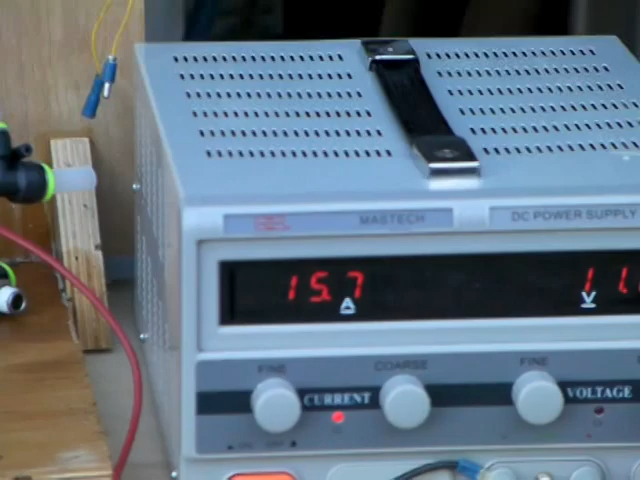 MASTECH
DC POWER SUPPLY
15.7
A
V
FINE
COARSE
FINE
CURRENT
VOLTAGE